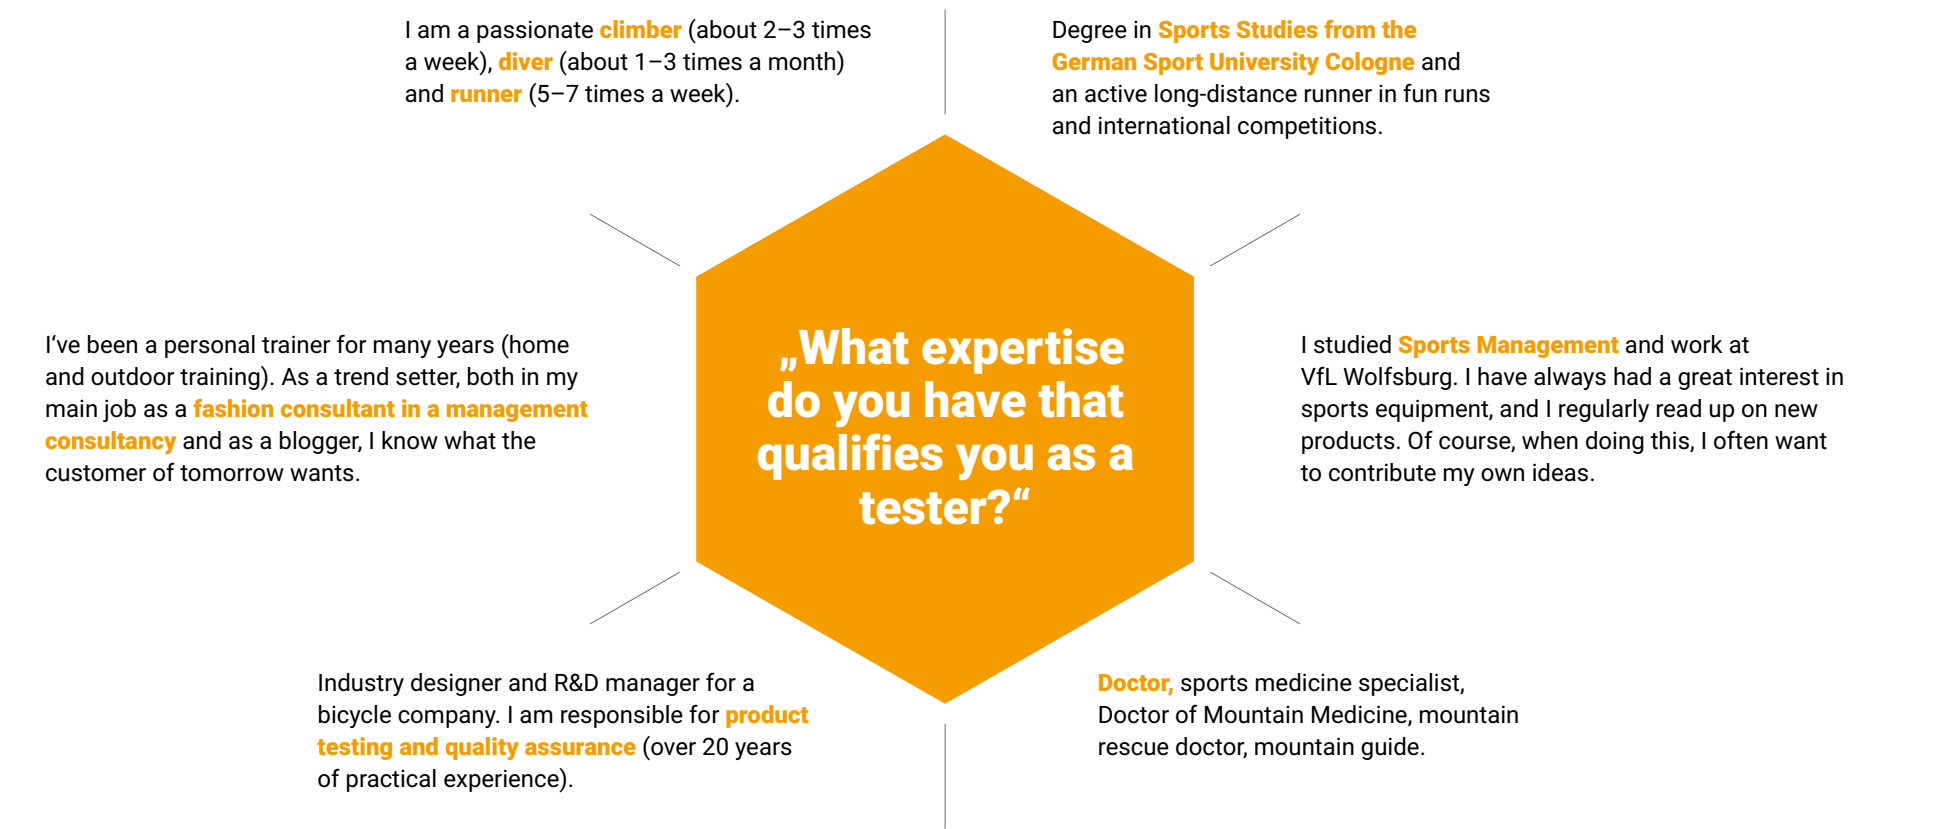 I am a passionate climber (about 2–3 times
a week), diver (about 1–3 times a month)
and runner (5–7 times a week).
Degree in Sports Studies from the
German Sport University Cologne and
an active long-distance runner in fun runs
and international competitions.
I‘ve been a personal trainer for many years (home
and outdoor training). As a trend setter, both in my
main job as a fashion consultant in a management
consultancy and as a blogger, I know what the
customer of tomorrow wants.
„What expertise
do you have that
qualifies you as a
tester?“
I studied Sports Management and work at
VfL Wolfsburg. I have always had a great interest in
sports equipment, and I regularly read up on new
products. Of course, when doing this, I often want
to contribute my own ideas.
Industry designer and R&D manager for a
bicycle company. I am responsible for product
testing and quality assurance (over 20 years
of practical experience).
Doctor, sports medicine specialist,
Doctor of Mountain Medicine, mountain
rescue doctor, mountain guide.